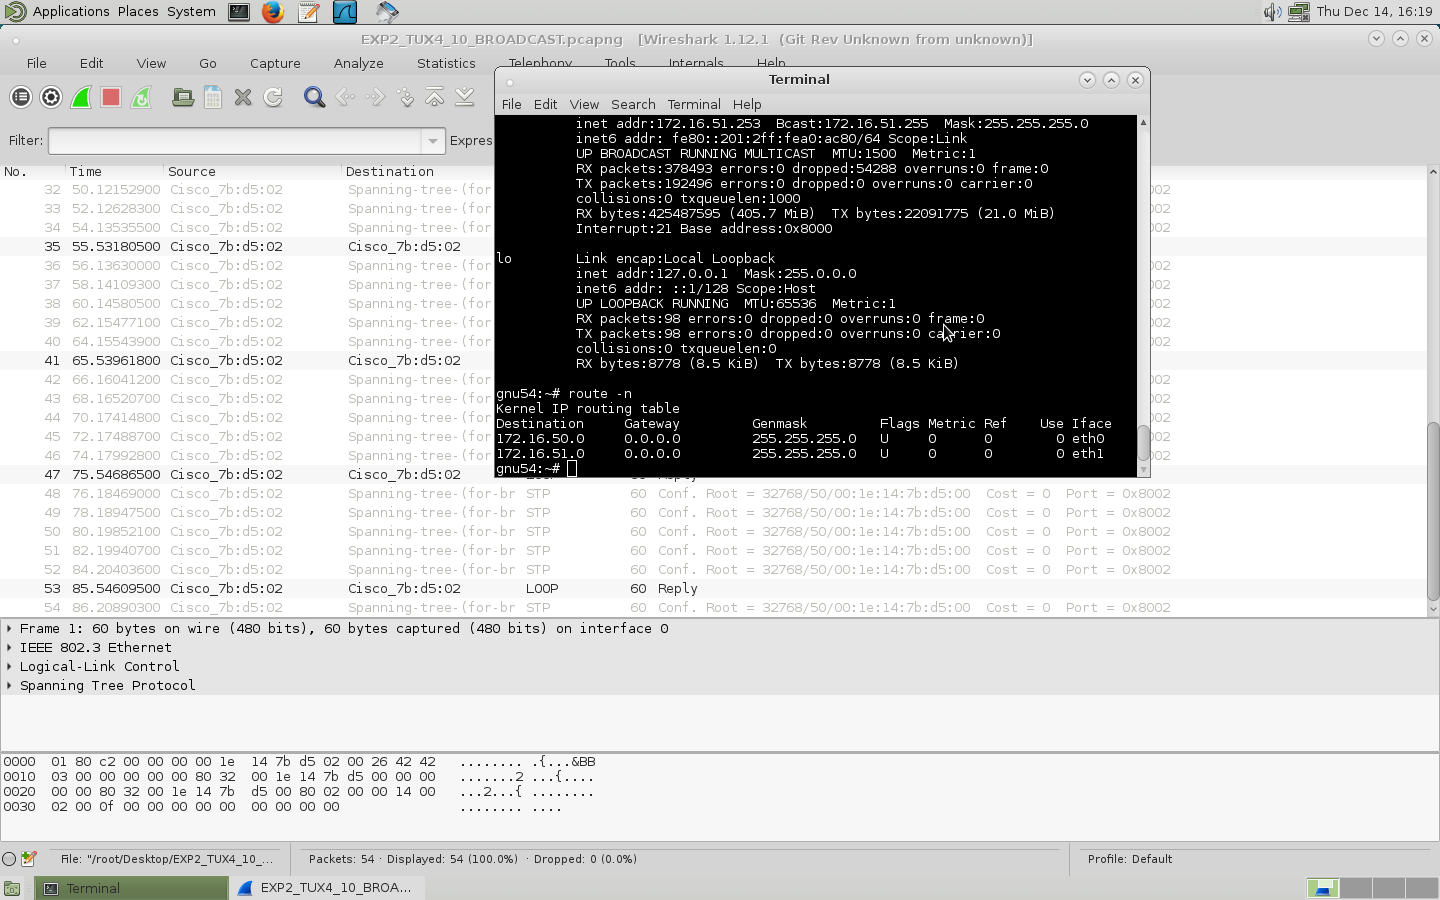 Applications Places System
Thu Dec 14, 16:19
EXP2_TUX4_10_BROADCAST.pcapng [Wireshark 1.12.1 (Git Rev Unknown from unknown)]
File Edit View Go Capture Analyze Statistics Telephony Tools Internals Help
Filter: Expres
No. Time Source Destination
32 50.12152900 Cisco_7b:d5:02 Spanning-tree-(for 8002
33 52.12628300 Cisco_7b:d5:02 Spanning-tree-(for 8002
34 54.13535500 Cisco_7b:d5:02 Spanning-tree-(for 8002
35 55.53180500 Cisco_7b:d5:02 Cisco_7b:d5:02
36 56.13630000 Cisco_7b:d5:02 Spanning-tree-(for 8002
37 58.14109300 Cisco_7b:d5:02 Spanning-tree-(for 8002
38 60.14580500 Cisco_7b:d5:02 Spanning-tree-(for 8002
39 62.15477100 Cisco_7b:d5:02 Spanning-tree-(for 8002
40 64.15543900 Cisco_7b:d5:02 Spanning-tree-(for 8002
41 65.53961800 Cisco_7b:d5:02 Cisco_7b:d5:02
42 66.16041200 Cisco_7b:d5:02 Spanning-tree-(for 8002
43 68.16520700 Cisco_7b:d5:02 Spanning-tree-(for 8002
44 70.17414800 Cisco_7b:d5:02 Spanning-tree-(for 8002
45 72.17488700 Cisco_7b:d5:02 Spanning-tree-(for 8002
46 74.17992800 Cisco_7b:d5:02 Spanning-tree-(for 8002
47 75.54686500 Cisco_7b:d5:02 Cisco_7b:d5:02
48 76.18469000 Cisco_7b:d5:02 Spanning-tree-(for-br STP 60 Conf. Root = 32768/50/00:1e:14:7b:d5:00 Cost = 0 Port = 0x8002
49 78.18947500 Cisco_7b:d5:02 Spanning-tree-(for-br STP 60 Conf. Root = 32768/50/00:1e:14:7b:d5:00 Cost = 0 Port = 0x8002
50 80.19852100 Cisco_7b:d5:02 Spanning-tree-(for-br STP 60 Conf. Root = 32768/50/00:1e:14:7b:d5:00 Cost = 0 Port = 0x8002
51 82.19940700 Cisco_7b:d5:02 Spanning-tree-(for-br STP 60 Conf. Root = 32768/50/00:1e:14:7b:d5:00 Cost = 0 Port = 0x8002
52 84.20403600 Cisco_7b:d5:02 Spanning-tree-(for-br STP 60 Conf. Root = 32768/50/00:1e:14:7b:d5:00 Cost = 0 Port = 0x8002
53 85.54609500 Cisco_7b:d5:02 Cisco_7b:d5:02 LOOP 60 Reply
54 86.20890300 Cisco_7b:d5:02 Spanning-tree-(for-br STP 60 Conf. Root = 32768/50/00:1e:14:7b:d5:00 Cost = 0 Port = 0x8002
Terminal
File Edit View Search Terminal Help
inet addr:172.16.51.253 Bcast:172.16.51.255 Mask:255.255.255.0
inet6 addr: fe80::201:2ff:fea0:ac80/64 Scope:Link
UP BROADCAST RUNNING MULTICAST MTU:1500 Metric:1
RX packets:378493 errors:0 dropped:54288 overruns:0 frame:0
TX packets:192496 errors:0 dropped:0 overruns:0 carrier:0
collisions:0 txqueuelen:1000
RX bytes:425487595 (405.7 MiB) TX bytes:22091775 (21.0 MiB)
Interrupt:21 Base address:0x8000
lo Link encap:Local Loopback
inet addr:127.0.0.1 Mask:255.0.0.0
inet6 addr: ::1/128 Scope:Host
UP LOOPBACK RUNNING MTU:65536 Metric:1
RX packets:98 errors:0 dropped:0 overruns:0 frame:0
TX packets:98 errors:0 dropped:0 overruns:0 carrier:0
collisions:0 txqueuelen:0
RX bytes:8778 (8.5 KiB) TX bytes:8778 (8.5 KiB)
gnu54:~# route -n
Kernel IP routing table
Destination Gateway Genmask Flags Metric Ref Use Iface
172.16.50.0 0.0.0.0 255.255.255.0 U 0 0 0 eth0
172.16.51.0 0.0.0.0 255.255.255.0 U 0 0 0 eth1
gnu54:~#
Frame 1: 60 bytes on wire (480 bits), 60 bytes captured (480 bits) on interface 0
IEEE 802.3 Ethernet
Logical-Link Control
Spanning Tree Protocol
0000 01 80 c2 00 00 00 00 1e 14 7b d5 02 00 26 42 42 ........ .{...&BB
0010 03 00 00 00 00 00 80 32 00 1e 14 7b d5 00 00 00 .......2 ...{....
0020 00 00 80 32 00 1e 14 7b d5 00 80 02 00 00 14 00 ...2...{ ........
0030 02 00 0f 00 00 00 00 00 00 00 00 00 ........ ....
File: "/root/Desktop/EXP2_TUX4_10_... Packets: 54 · Displayed: 54 (100.0%) · Dropped: 0 (0.0%) Profile: Default
Terminal EXP2_TUX4_10_BROA...